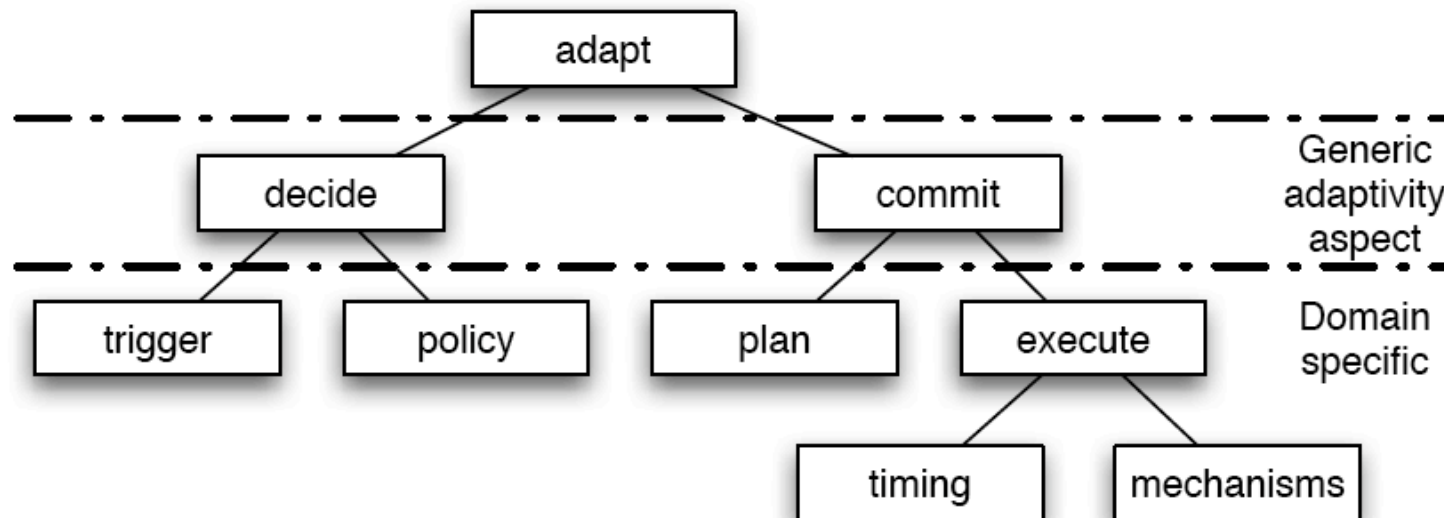 adapt
decide
commit
Generic
adaptivity
aspect
trigger
policy
plan
execute
Domain
specific
timing
mechanisms